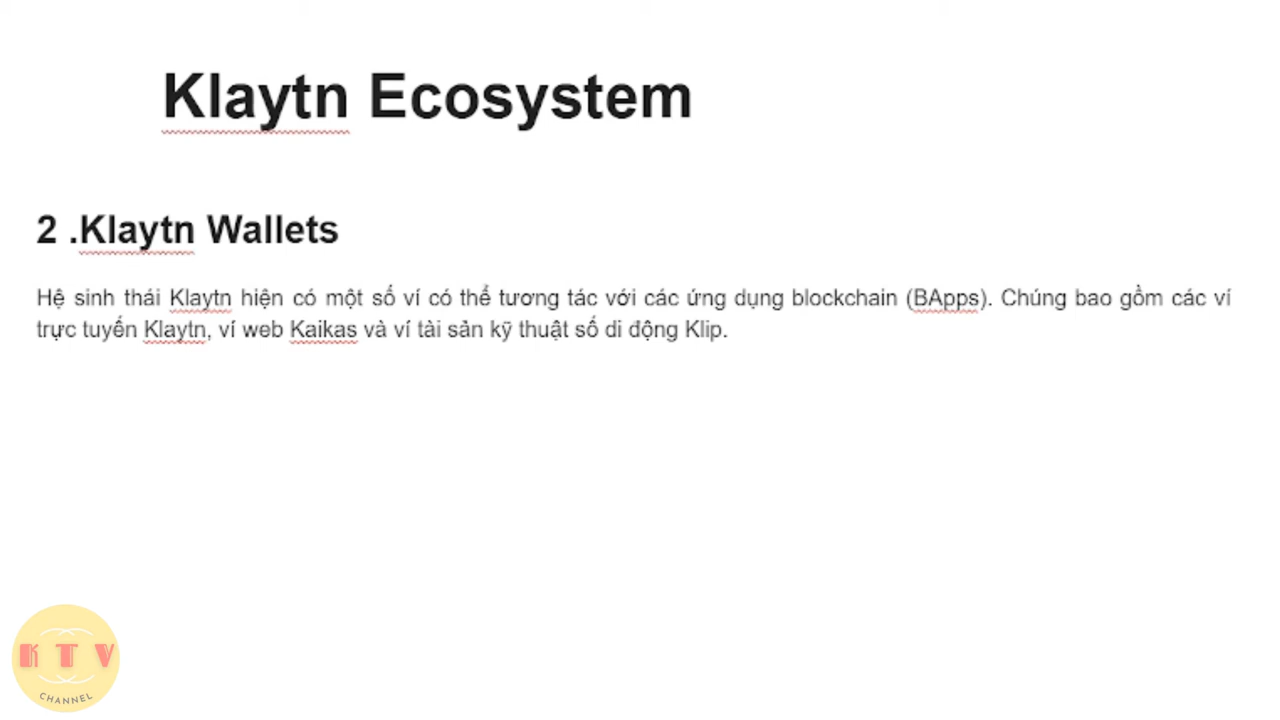 Klaytn Ecosystem
2 .Klaytn Wallets
Hệ sinh thái Klaytn hiện có một số ví có thể tương tác với các ứng dụng blockchain (BApps). Chúng bao gồm các ví
trực tuyến Klaytn, ví web Kaikas và ví tài sản kỹ thuật số di động Klip.
KTV
CHANNEL